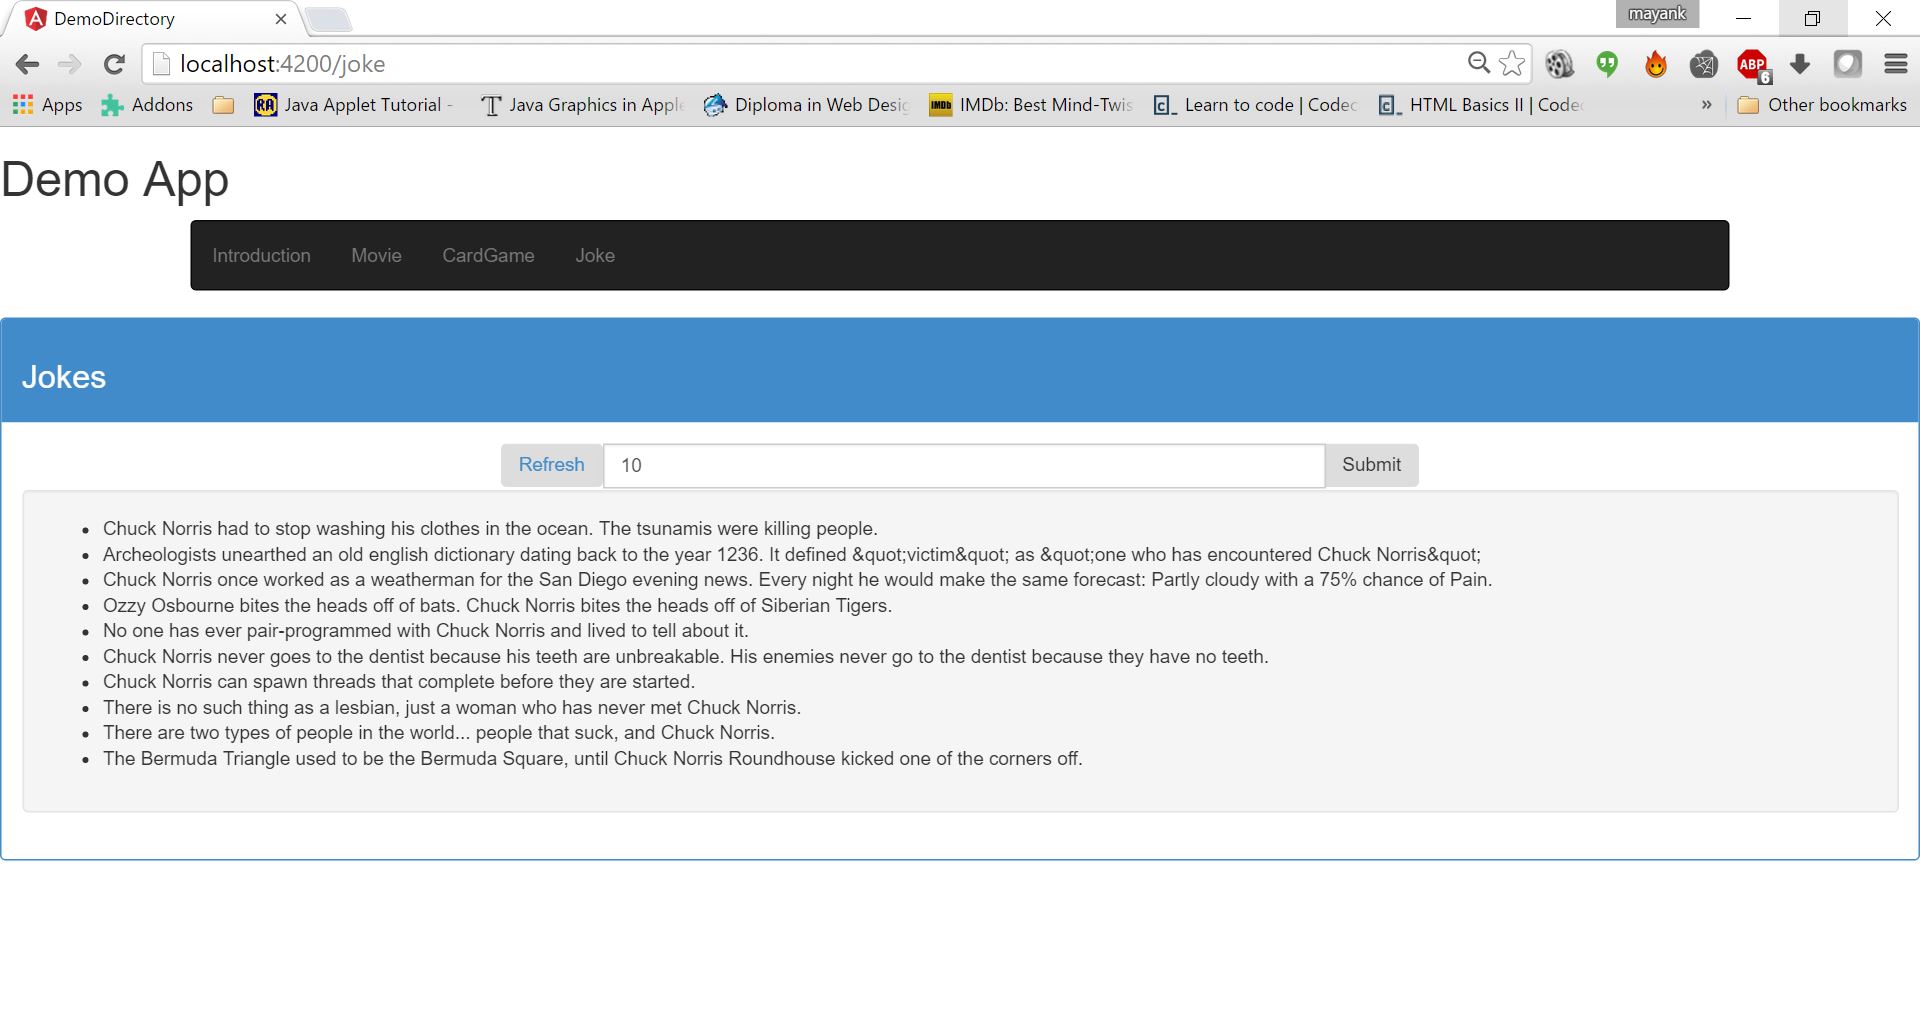 DemoDirectory
mayank
localhost:4200/joke
ABP
6
Apps
Addons
RA
Java Applet Tutorial -
Java Graphics in Apple
Diploma in Web Desig
IMDb
IMDb: Best Mind-Twis
Learn to code | Codec
HTML Basics II | Codec
»
Other bookmarks
Demo App
Introduction Movie CardGame Joke
Jokes
Refresh 10 Submit
• Chuck Norris had to stop washing his clothes in the ocean. The tsunamis were killing people.
• Archeologists unearthed an old english dictionary dating back to the year 1236. It defined &quot;victim&quot; as &quot;one who has encountered Chuck Norris&quot;
• Chuck Norris once worked as a weatherman for the San Diego evening news. Every night he would make the same forecast: Partly cloudy with a 75% chance of Pain.
• Ozzy Osbourne bites the heads off of bats. Chuck Norris bites the heads off of Siberian Tigers.
• No one has ever pair-programmed with Chuck Norris and lived to tell about it.
• Chuck Norris never goes to the dentist because his teeth are unbreakable. His enemies never go to the dentist because they have no teeth.
• Chuck Norris can spawn threads that complete before they are started.
• There is no such thing as a lesbian, just a woman who has never met Chuck Norris.
• There are two types of people in the world... people that suck, and Chuck Norris.
• The Bermuda Triangle used to be the Bermuda Square, until Chuck Norris Roundhouse kicked one of the corners off.